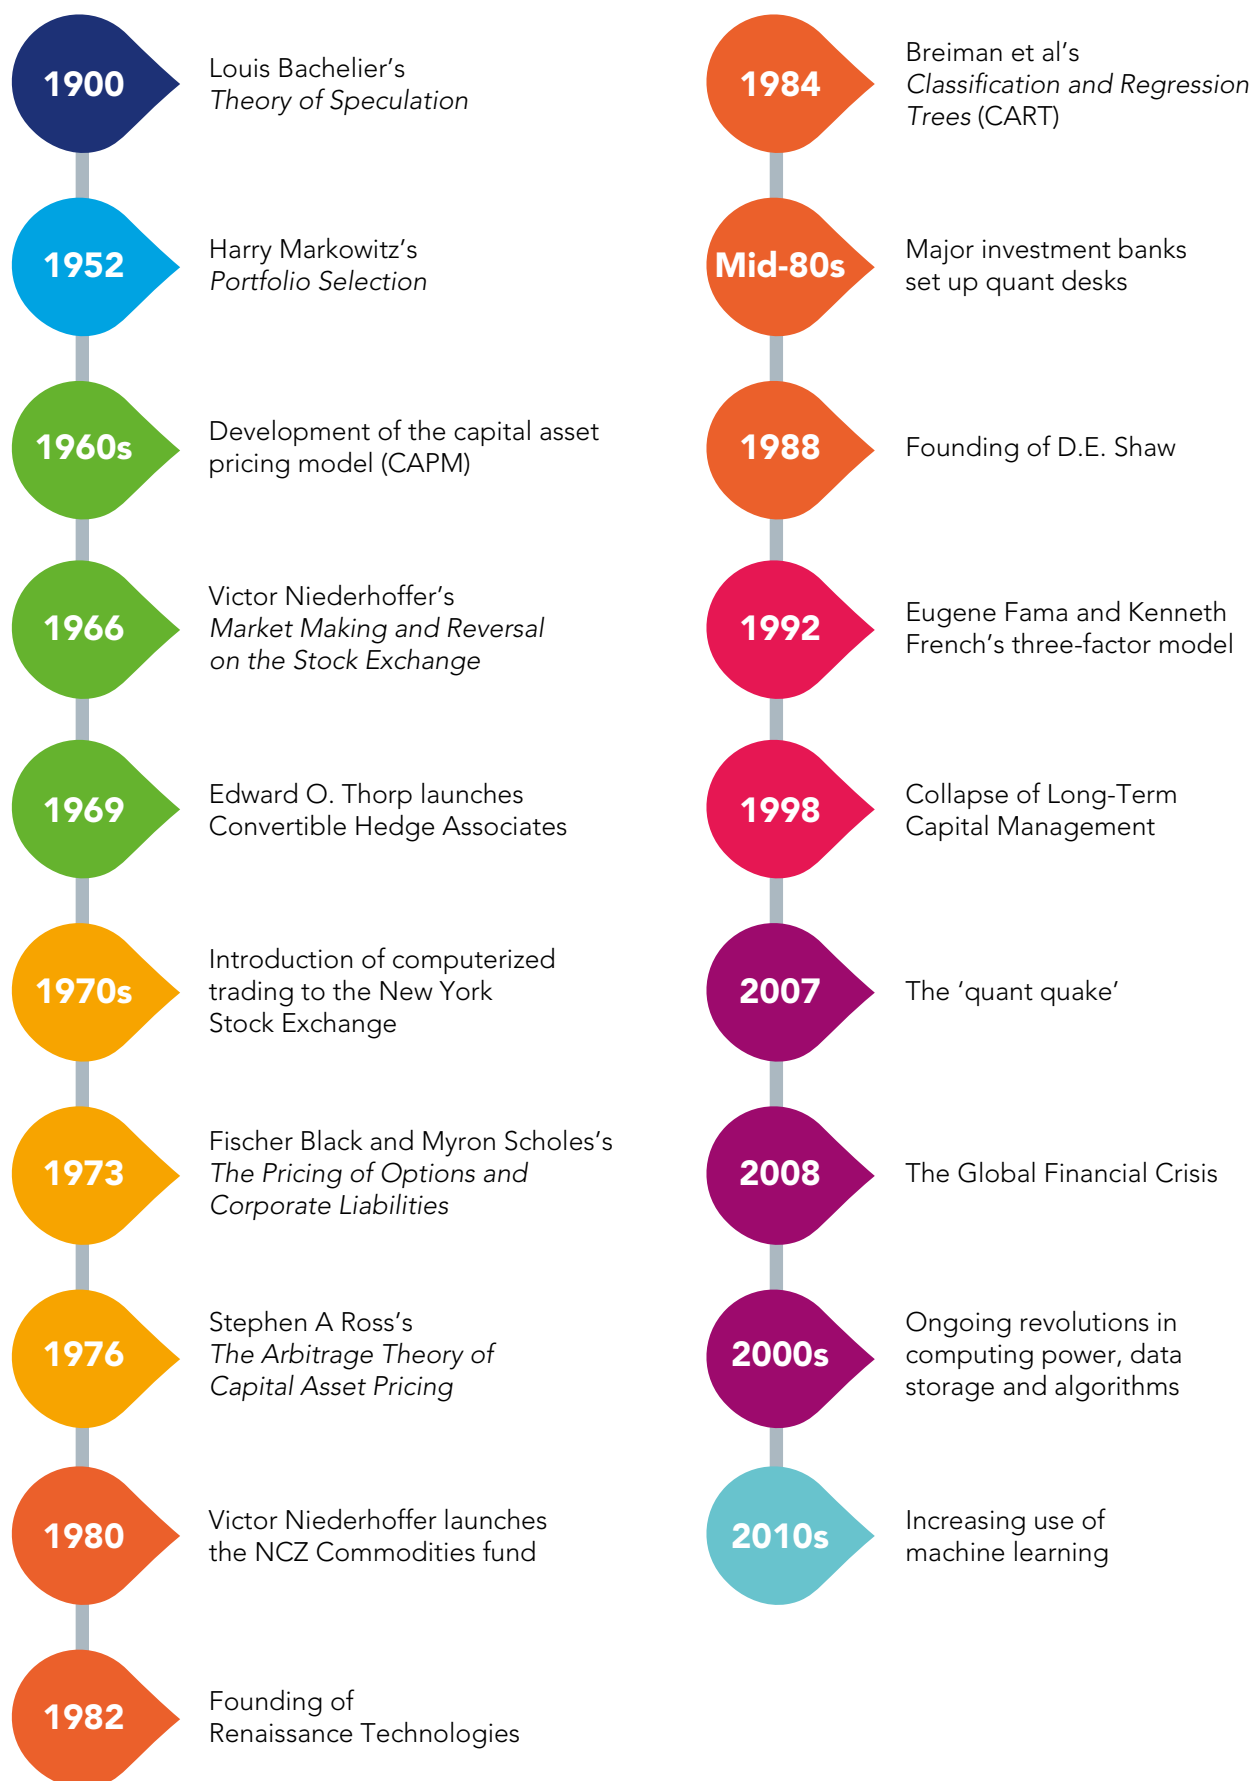 1900
Louis Bachelier’s
Theory of Speculation
1952
Harry Markowitz’s
Portfolio Selection
1960s
Development of the capital asset
pricing model (CAPM)
1966
Victor Niederhoffer’s
Market Making and Reversal
on the Stock Exchange
1969
Edward O. Thorp launches
Convertible Hedge Associates
1970s
Introduction of computerized
trading to the New York
Stock Exchange
1973
Fischer Black and Myron Scholes’s
The Pricing of Options and
Corporate Liabilities
1976
Stephen A Ross’s
The Arbitrage Theory of
Capital Asset Pricing
1980
Victor Niederhoffer launches
the NCZ Commodities fund
1982
Founding of
Renaissance Technologies
1984
Breiman et al’s
Classification and Regression
Trees (CART)
Mid-80s
Major investment banks
set up quant desks
1988
Founding of D.E. Shaw
1992
Eugene Fama and Kenneth
French’s three-factor model
1998
Collapse of Long-Term
Capital Management
2007
The ‘quant quake’
2008
The Global Financial Crisis
2000s
Ongoing revolutions in
computing power, data
storage and algorithms
2010s
Increasing use of
machine learning